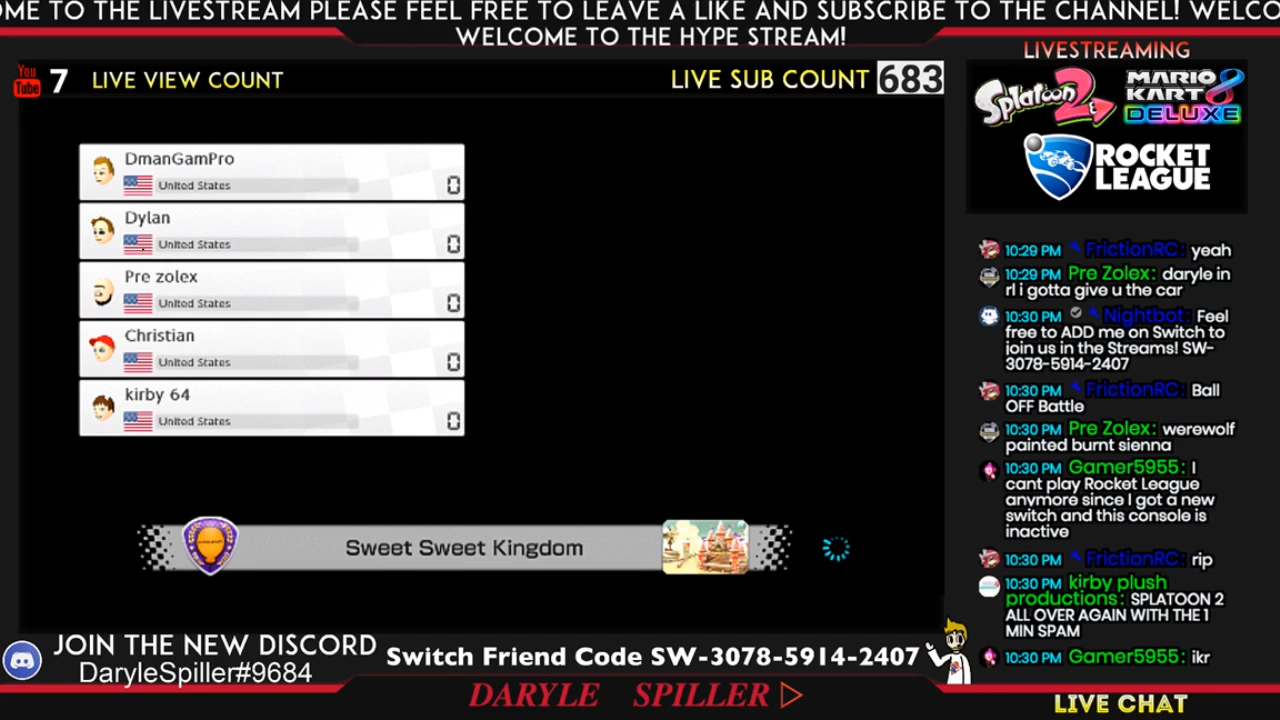 OME TO THE LIVESTREAM PLEASE FEEL FREE TO LEAVE A LIKE AND SUBSCRIBE TO THE CHANNEL! WELCO
WELCOME TO THE HYPE STREAM!
You
Tube
7
LIVE VIEW COUNT
LIVE SUB COUNT 683
DmanGamPro
United States
0
Dylan
United States
0
Pre zolex
United States
0
Christian
United States
0
kirby 64
United States
0
Sweet Sweet Kingdom
LIVESTREAMING
Splatoon 2
MARIO
KART 8
DELUXE
ROCKET
LEAGUE
10:29 PM FrictionRC: yeah
10:29 PM Pre Zolex: daryle in
rl i gotta give u the car
10:30 PM Nightbot: Feel
free to ADD me on Switch to
join us in the Streams! SW-
3078-5914-2407
10:30 PM FrictionRC: Ball
OFF Battle
10:30 PM Pre Zolex: werewolf
painted burnt sienna
10:30 PM Gamer5955: I
cant play Rocket League
anymore since I got a new
switch and this console is
inactive
10:30 PM FrictionRC: rip
10:30 PM kirby plush
productions: SPLATOON 2
ALL OVER AGAIN WITH THE 1
MIN SPAM
10:30 PM Gamer5955: ikr
LIVE CHAT
JOIN THE NEW DISCORD
DaryleSpiller#9684
Switch Friend Code SW-3078-5914-2407
DARYLE SPILLER